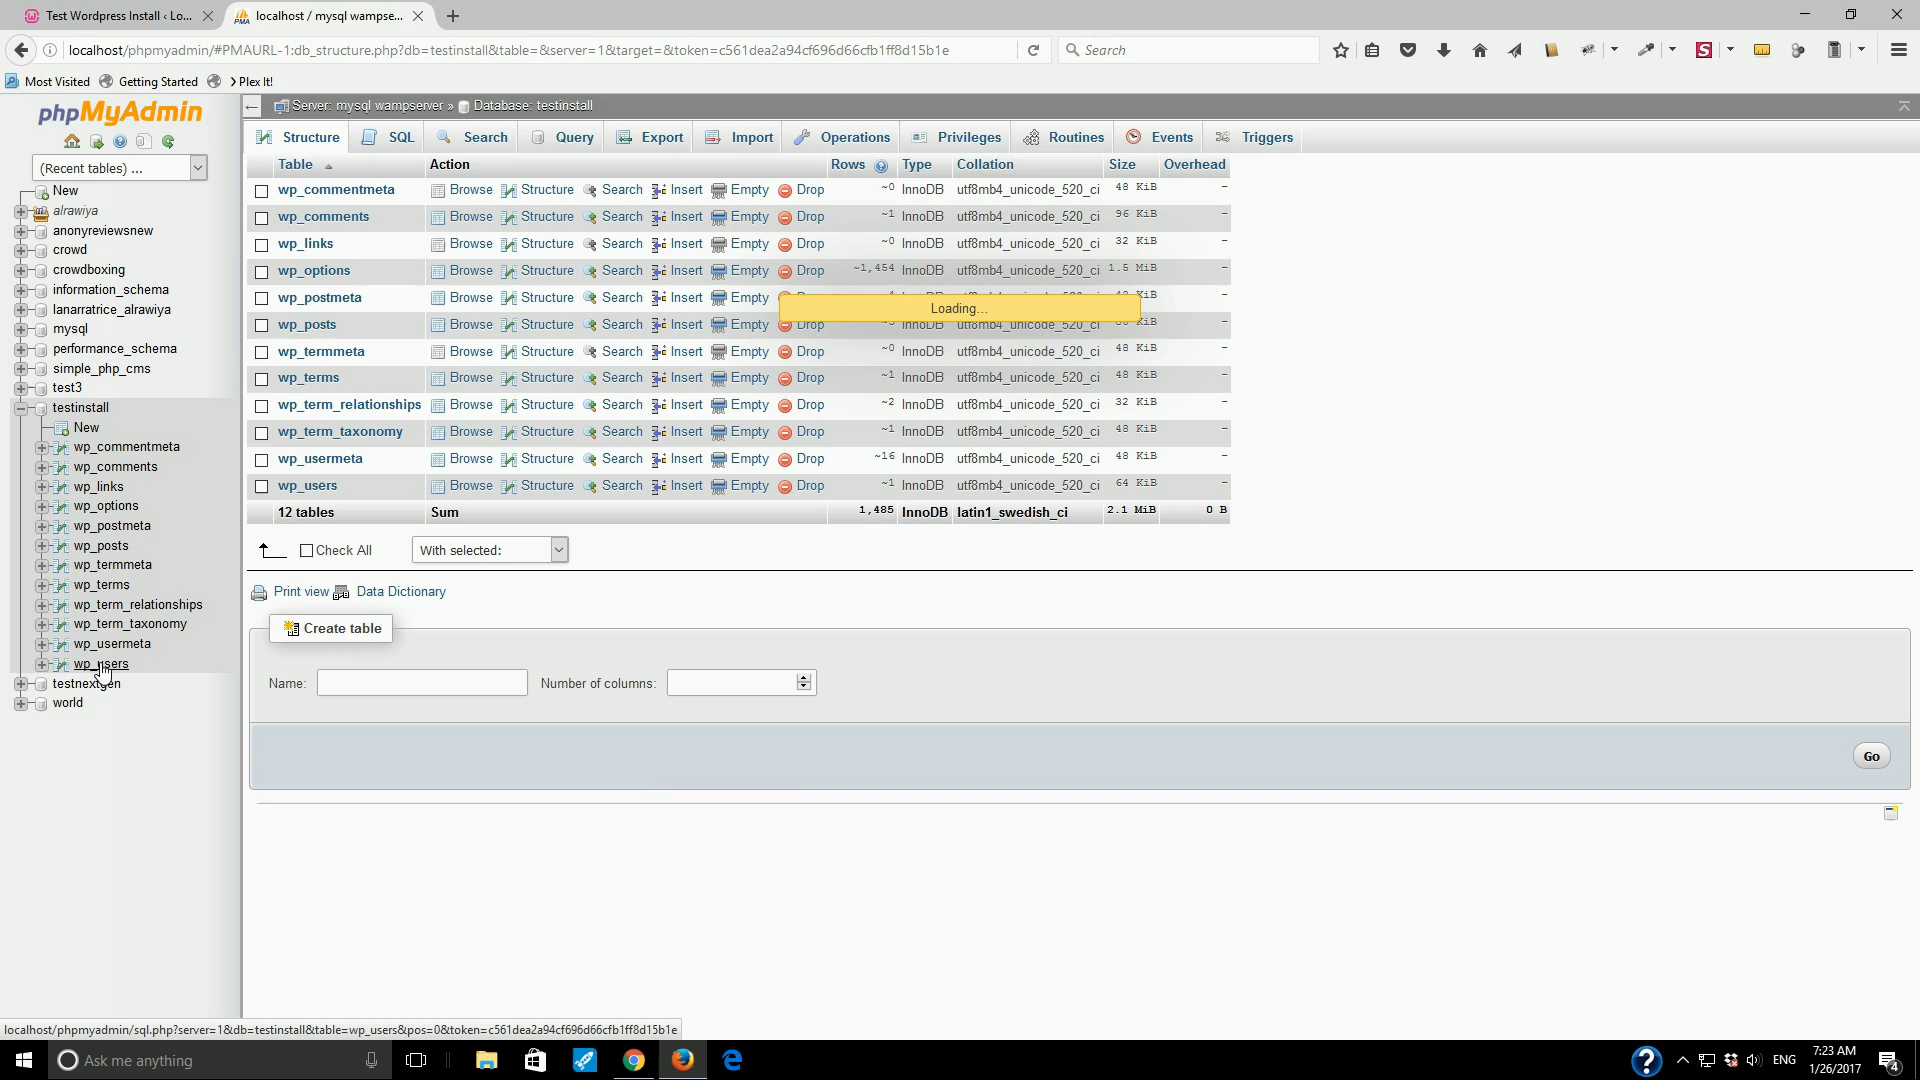 Test Wordpress Install ‹ Lo...
localhost / mysql wampse...
localhost/phpmyadmin/#PMAURL-1:db_structure.php?db=testinstall&table=&server=1&target=&token=c561dea2a94cf696d66cfb1ff8d15b1e
Search
Most Visited Getting Started > Plex It!
phpMyAdmin
(Recent tables) ...
New
alrawiya
anonyreviewsnew
crowd
crowdboxing
information_schema
lanarratrice_alrawiya
mysql
performance_schema
simple_php_cms
test3
testinstall
New
wp_commentmeta
wp_comments
wp_links
wp_options
wp_postmeta
wp_posts
wp_termmeta
wp_terms
wp_term_relationships
wp_term_taxonomy
wp_usermeta
wp_users
testnextgen
world
Server: mysql wampserver » Database: testinstall
Structure SQL Search Query Export Import Operations Privileges Routines Events Triggers
Table Action Rows Type Collation Size Overhead
wp_commentmeta Browse Structure Search Insert Empty Drop ~0 InnoDB utf8mb4_unicode_520_ci 48 KiB -
wp_comments Browse Structure Search Insert Empty Drop ~1 InnoDB utf8mb4_unicode_520_ci 96 KiB -
wp_links Browse Structure Search Insert Empty Drop ~0 InnoDB utf8mb4_unicode_520_ci 32 KiB -
wp_options Browse Structure Search Insert Empty Drop ~1,454 InnoDB utf8mb4_unicode_520_ci 1.5 MiB -
wp_postmeta Browse Structure Search Insert Empty KiB -
Loading...
wp_posts Browse Structure Search Insert Empty Drop InnoDB utf8mb4_unicode_520_ci KiB -
wp_termmeta Browse Structure Search Insert Empty Drop ~0 InnoDB utf8mb4_unicode_520_ci 48 KiB -
wp_terms Browse Structure Search Insert Empty Drop ~1 InnoDB utf8mb4_unicode_520_ci 48 KiB -
wp_term_relationships Browse Structure Search Insert Empty Drop ~2 InnoDB utf8mb4_unicode_520_ci 32 KiB -
wp_term_taxonomy Browse Structure Search Insert Empty Drop ~1 InnoDB utf8mb4_unicode_520_ci 48 KiB -
wp_usermeta Browse Structure Search Insert Empty Drop ~16 InnoDB utf8mb4_unicode_520_ci 48 KiB -
wp_users Browse Structure Search Insert Empty Drop ~1 InnoDB utf8mb4_unicode_520_ci 64 KiB -
12 tables Sum 1,485 InnoDB latin1_swedish_ci 2.1 MiB 0 B
Check All With selected:
Print view Data Dictionary
Create table
Name: Number of columns:
Go
localhost/phpmyadmin/sql.php?server=1&db=testinstall&table=wp_users&pos=0&token=c561dea2a94cf696d66cfb1ff8d15b1e
Ask me anything
ENG
7:23 AM
1/26/2017
4